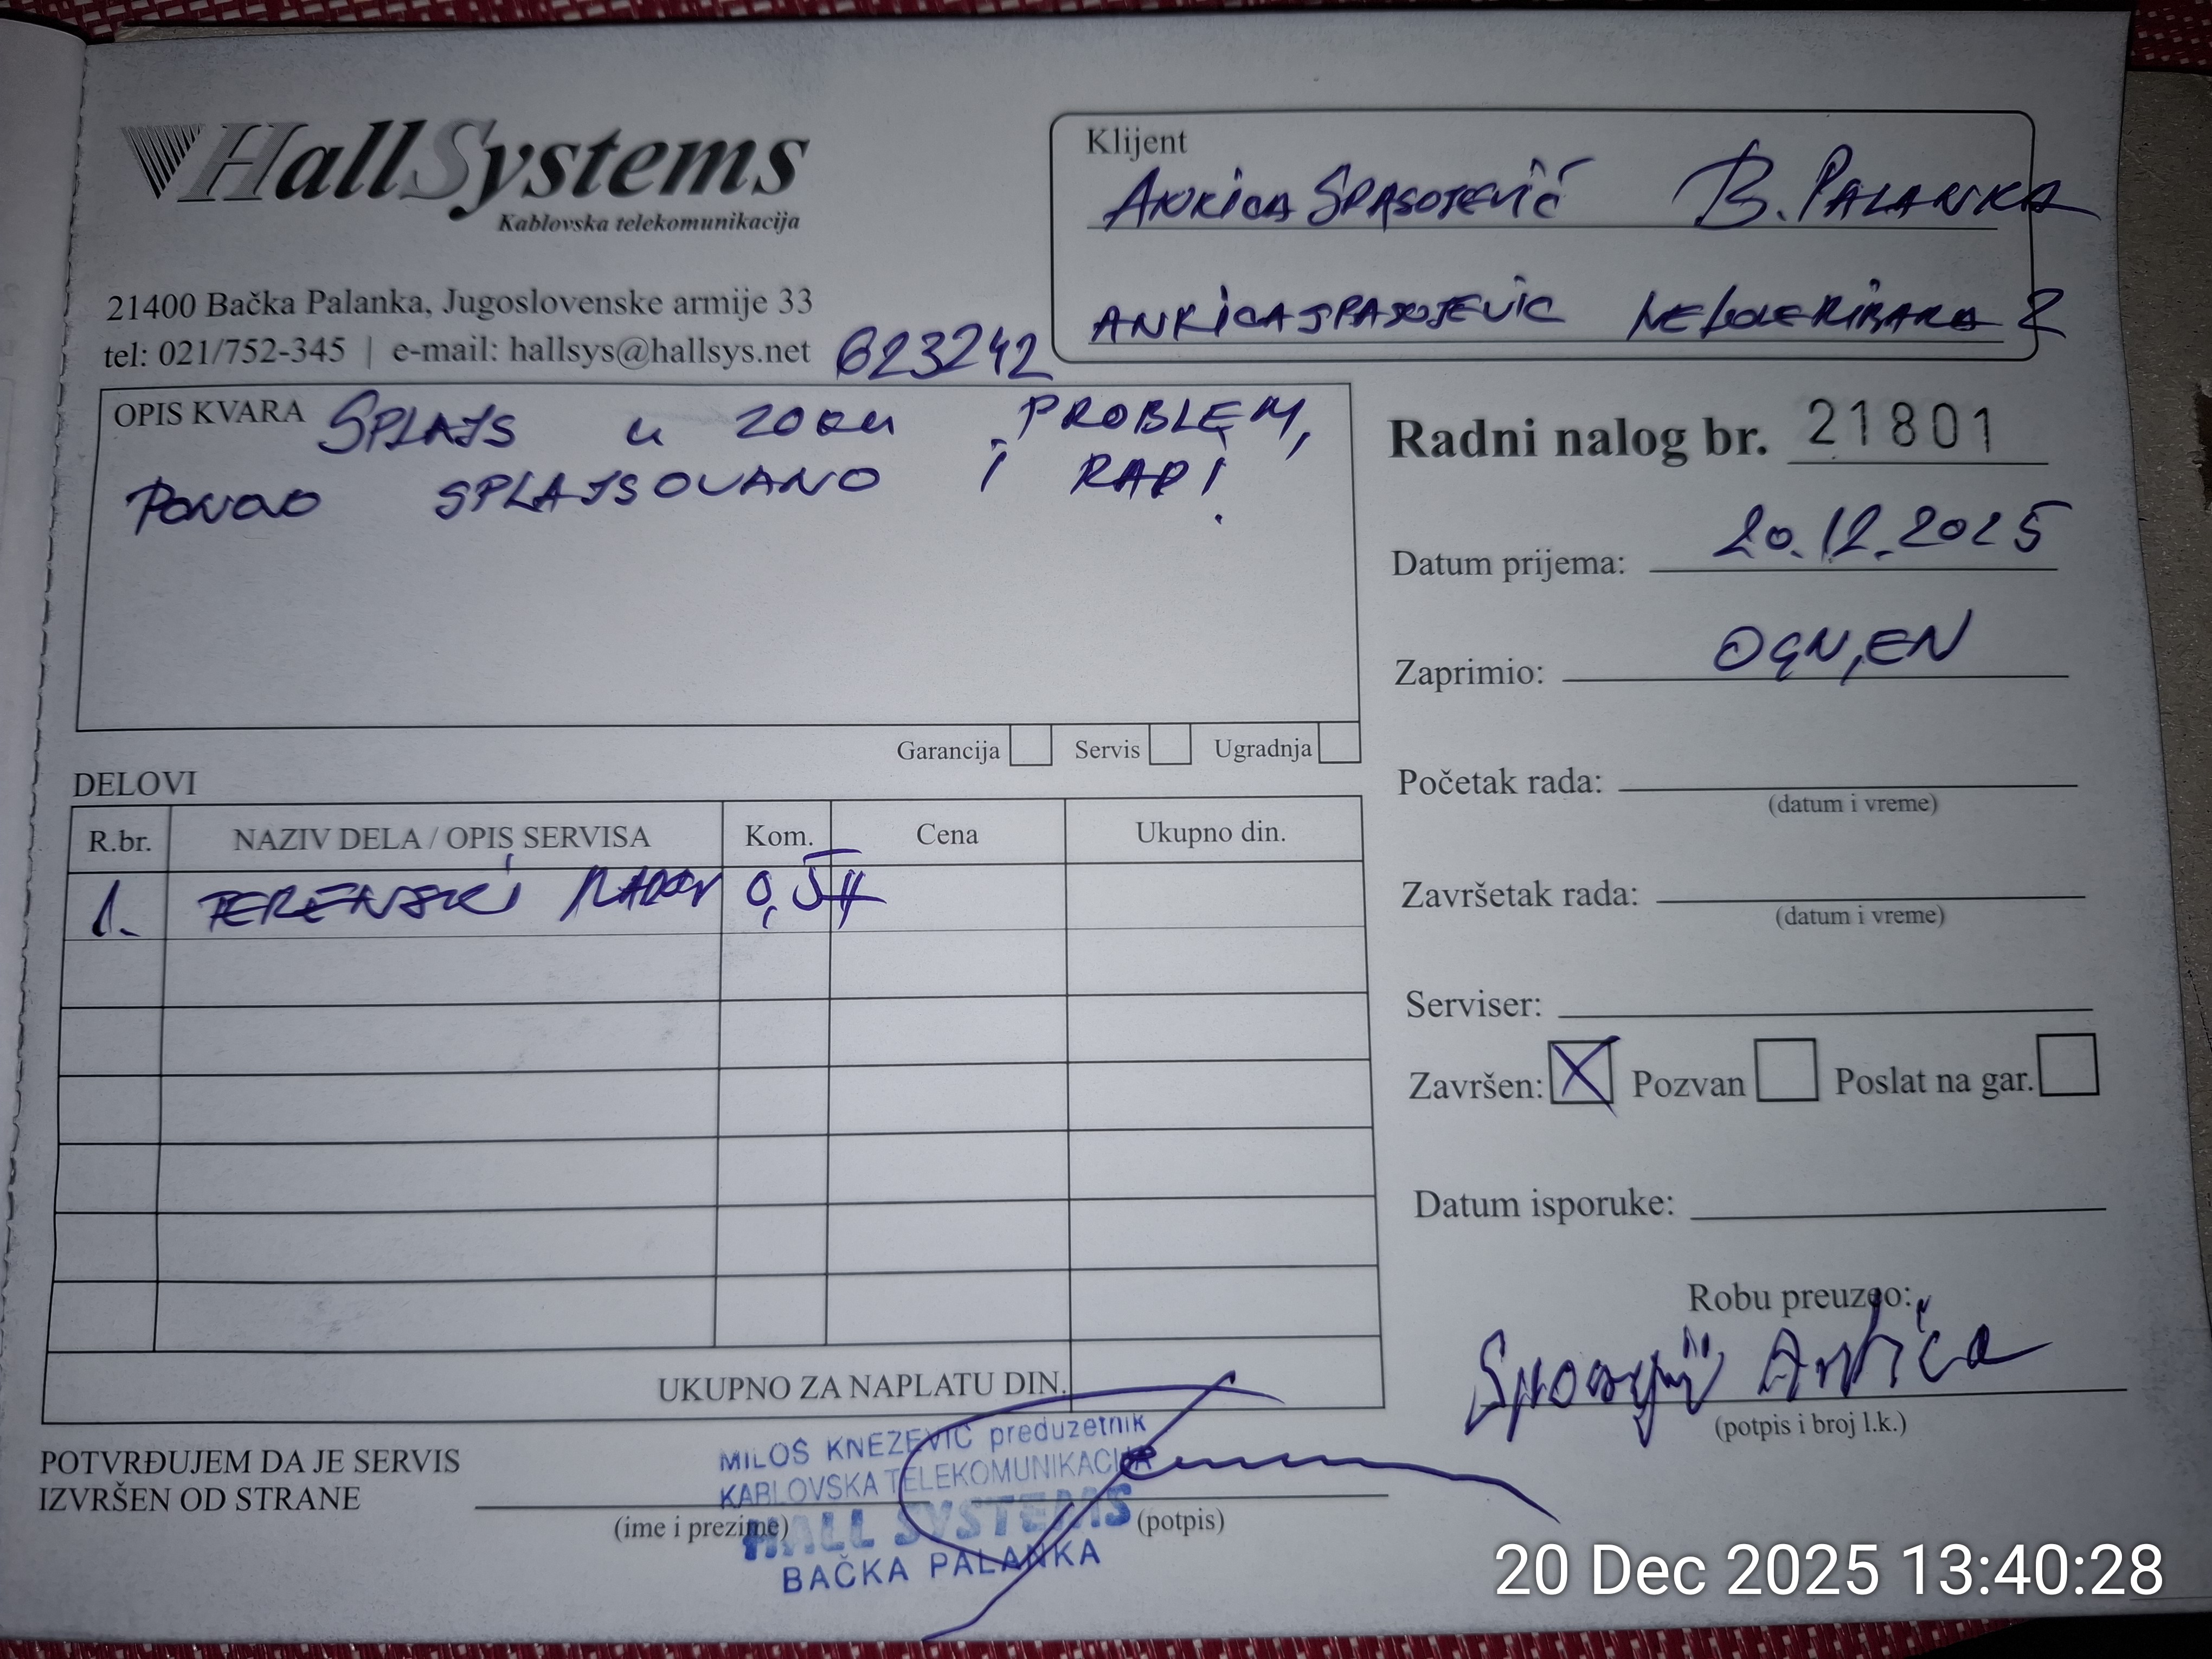 HallSystems
Kablovska telekomunikacija
21400 Bačka Palanka, Jugoslovenske armije 33
tel: 021/752-345 | e-mail: hallsys@hallsys.net
623242
Klijent
ANKICA SPASOJEVIĆ B. PALANKA
ANKICASPASOJEVIC
OPIS KVARA SPLAJS U ZOKU PROBLEM,
PONOVO SPLAJSOVANO I RADI!
Garancija Servis Ugradnja
Radni nalog br. 21801
Datum prijema: 20.12.2025
Zaprimio: OGNJEN
Početak rada:
(datum i vreme)
Završetak rada:
(datum i vreme)
Serviser:
Završen: X Pozvan Poslat na gar.
Datum isporuke:
Robu preuzeo:
Ankica
(potpis i broj l.k.)
DELOVI
R.br. NAZIV DELA / OPIS SERVISA Kom. Cena Ukupno din.
1. TERENSKI RADOVI 0,5H
UKUPNO ZA NAPLATU DIN.
POTVRĐUJEM DA JE SERVIS
IZVRŠEN OD STRANE
(ime i prezime) (potpis)
MILOŠ KNEŽEVIĆ preduzetnik
KABLOVSKA TELEKOMUNIKACIJA
HALL SYSTEMS
BAČKA PALANKA
20 Dec 2025 13:40:28